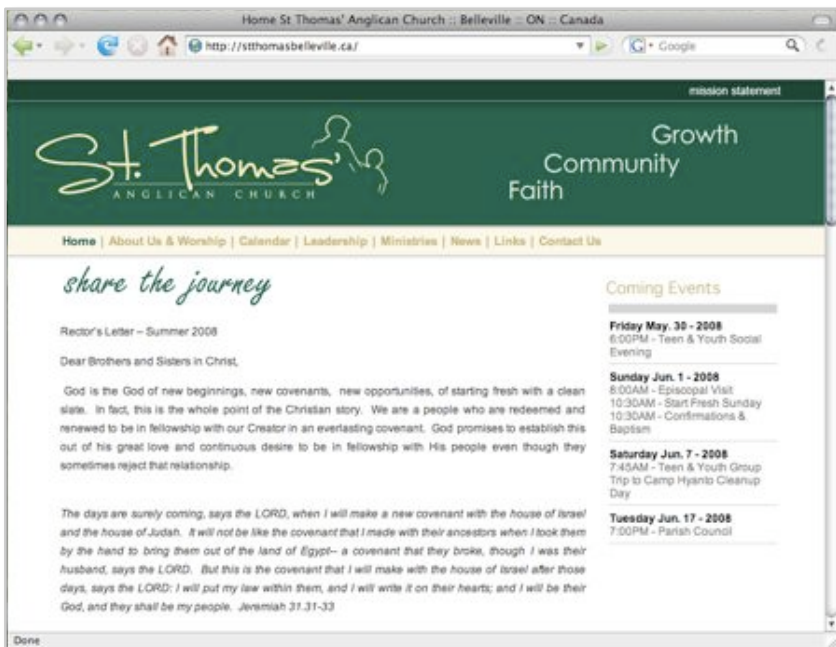 Home St Thomas' Anglican Church :: Belleville :: ON :: Canada
http://stthomasbelleville.ca/
G
Google
mission statement
St. Thomas'
ANGLICAN CHURCH
Growth
Community
Faith
Home | About Us & Worship | Calendar | Leadership | Ministries | News | Links | Contact Us
share the journey
Rector's Letter – Summer 2008
Dear Brothers and Sisters in Christ,
God is the God of new beginnings, new covenants, new opportunities, of starting fresh with a clean
slate. In fact, this is the whole point of the Christian story. We are a people who are redeemed and
renewed to be in fellowship with our Creator in an everlasting covenant. God promises to establish this
out of his great love and continuous desire to be in fellowship with His people even though they
sometimes reject that relationship.
The days are surely coming, says the LORD, when I will make a new covenant with the house of Israel
and the house of Judah. It will not be like the covenant that I made with their ancestors when I took them
by the hand to bring them out of the land of Egypt-- a covenant that they broke, though I was their
husband, says the LORD. But this is the covenant that I will make with the house of Israel after those
days, says the LORD: I will put my law within them, and I will write it on their hearts; and I will be their
God, and they shall be my people. Jeremiah 31.31-33
Coming Events
Friday May. 30 - 2008
6:00PM - Teen & Youth Social
Evening
Sunday Jun. 1 - 2008
8:00AM - Episcopal Visit
10:30AM - Start Fresh Sunday
10:30AM - Confirmations &
Baptism
Saturday Jun. 7 - 2008
7:45AM - Teen & Youth Group
Trip to Camp Hyanto Cleanup
Day
Tuesday Jun. 17 - 2008
7:00PM - Parish Council
Done